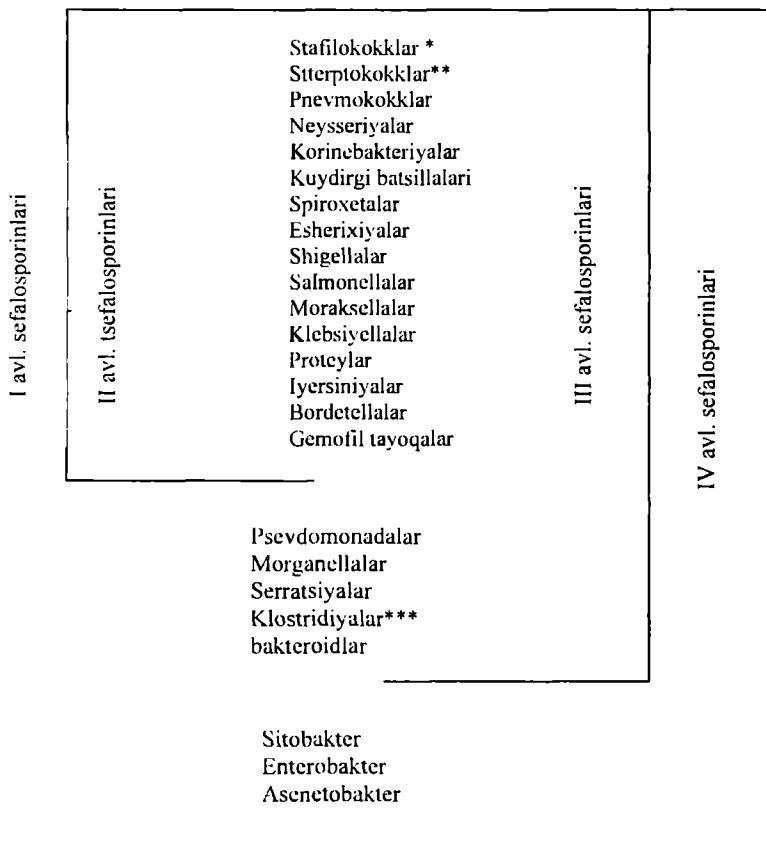 I avl. sefalosporinlari
II avl. tsefalosporinlari
Stafilokokklar *
Stterptokokklar**
Pnevmokokklar
Neysseriyalar
Korinebakteriyalar
Kuydirgi batsillalari
Spiroxetalar
Esherixiyalar
Shigellalar
Salmonellalar
Moraksellalar
Klebsiyellalar
Proteylar
Iyersiniyalar
Bordetellalar
Gemofil tayoqalar
III avl. sefalosporinlari
IV avl. sefalosporinlari
Psevdomonadalar
Morganellalar
Serratsiyalar
Klostridiyalar***
bakteroidlar
Sitobakter
Enterobakter
Asenetobakter